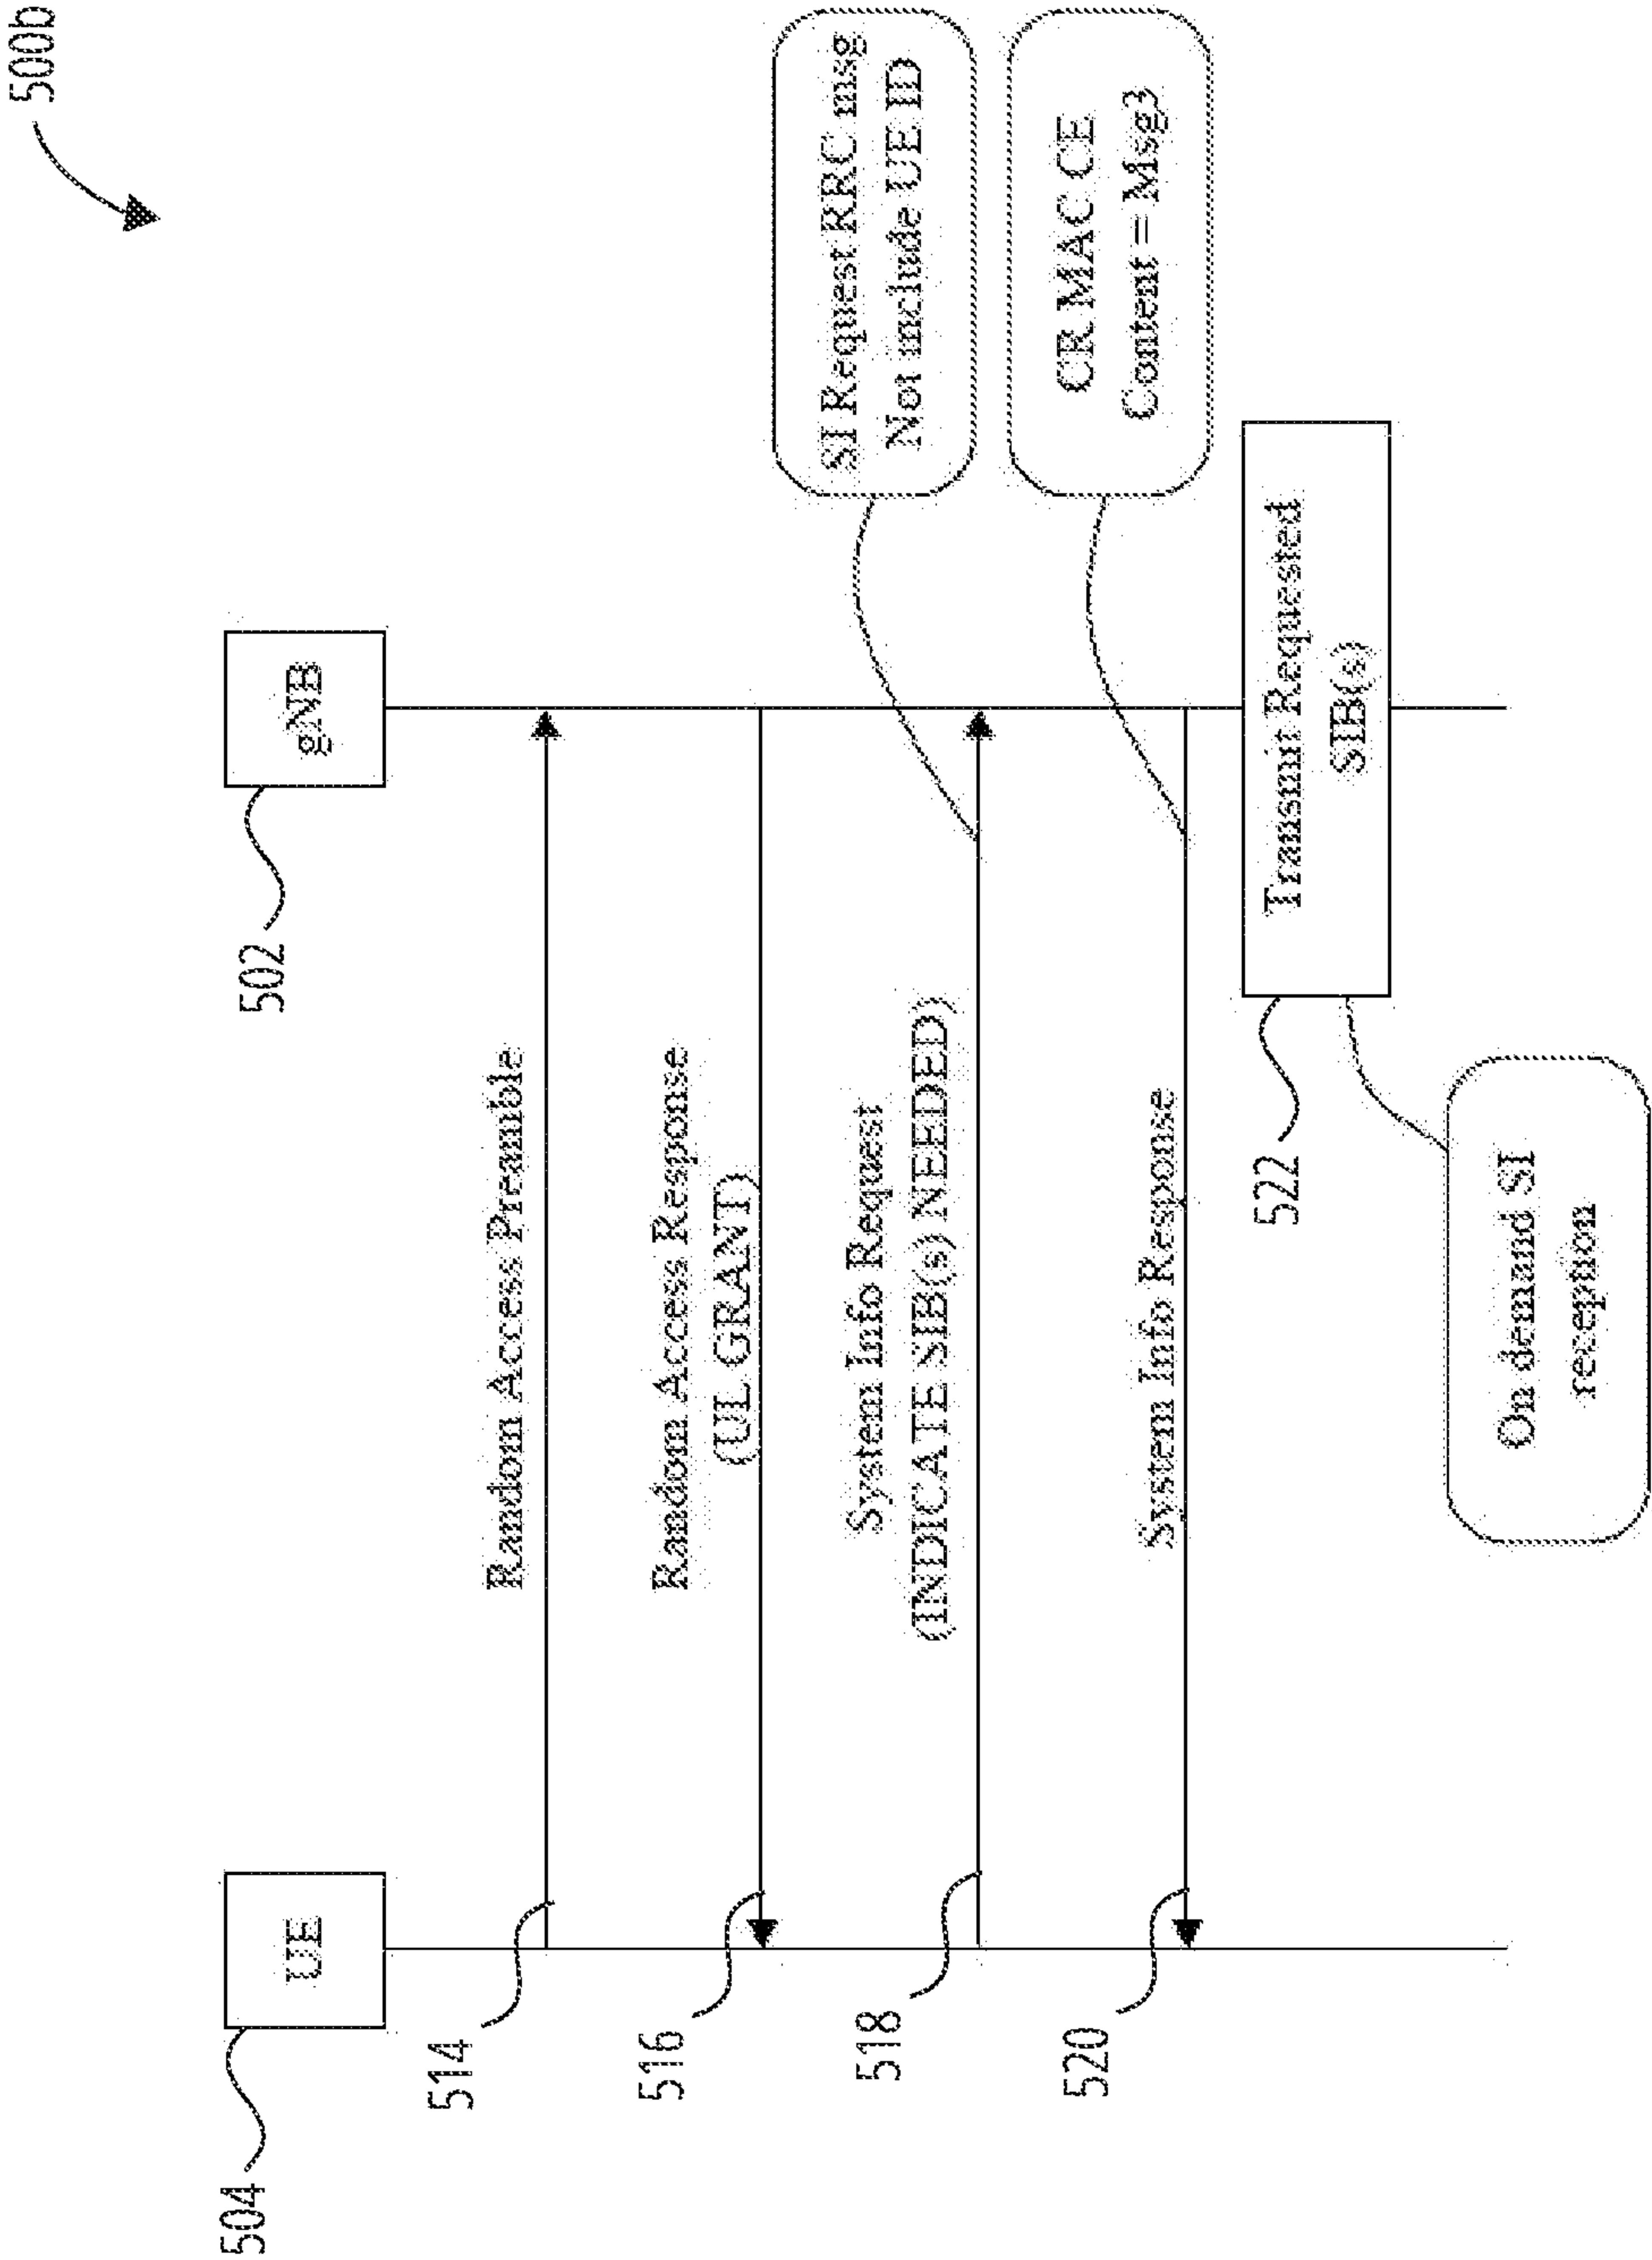 500b
504
UE
502
gNB
514
Random Access Preamble
516
Random Access Response
(UL GRANT)
518
System Info Request
(INDICATE SIB(s) NEEDED)
SI Request RRC msg
Not include UE ID
520
System Info Response
CR MAC CE
Content = Msg3
522
Transmit Requested
SIB(s)
On demand SI
reception